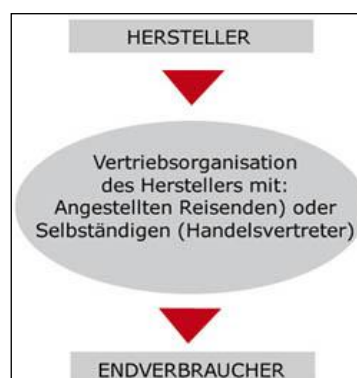 HERSTELLER
Vertriebsorganisation
des Herstellers mit:
Angestellten Reisenden) oder
Selbständigen (Handelsvertreter)
ENDVERBRAUCHER